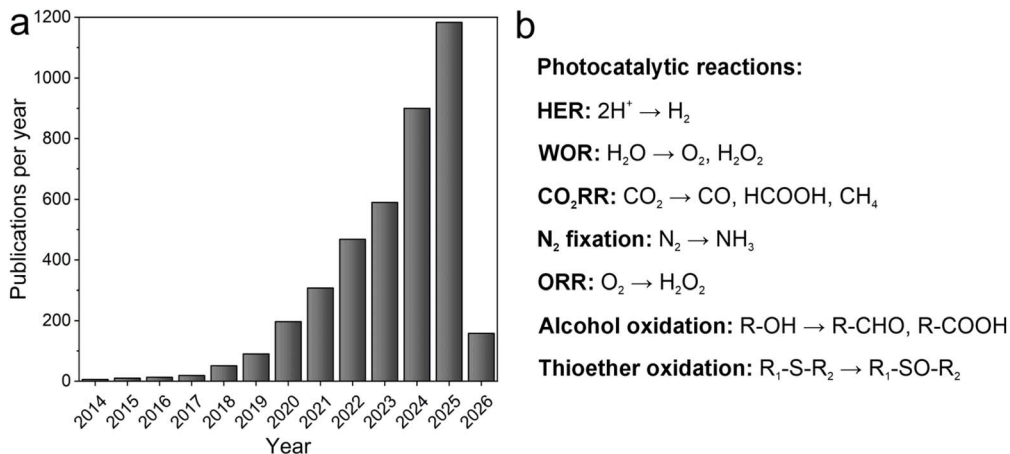 a
1200
1000
800
600
400
200
0
Publications per year
2014 2015 2016 2017 2018 2019 2020 2021 2022 2023 2024 2025 2026
Year
b
Photocatalytic reactions:
HER: 2H⁺ → H₂
WOR: H₂O → O₂, H₂O₂
CO₂RR: CO₂ → CO, HCOOH, CH₄
N₂ fixation: N₂ → NH₃
ORR: O₂ → H₂O₂
Alcohol oxidation: R-OH → R-CHO, R-COOH
Thioether oxidation: R₁-S-R₂ → R₁-SO-R₂